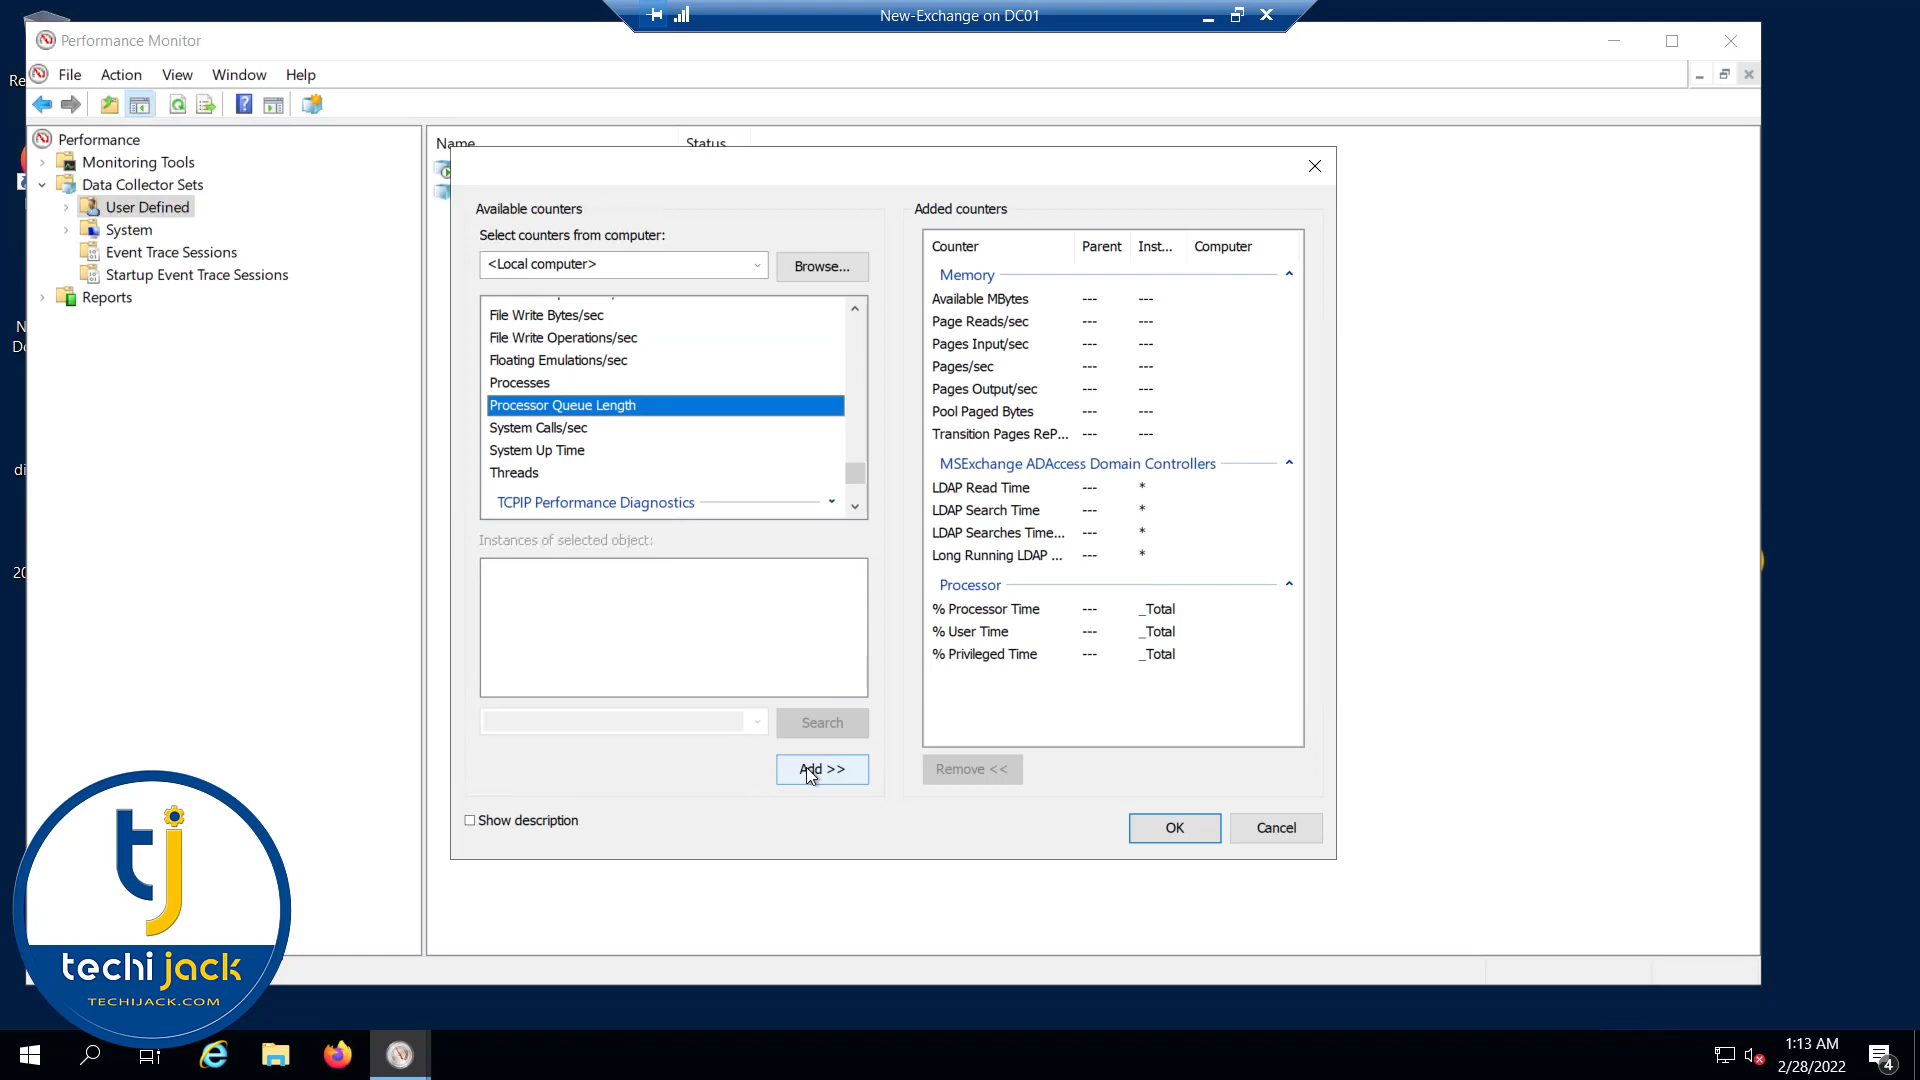 New-Exchange on DC01
Performance Monitor
File Action View Window Help
Performance
Monitoring Tools
Data Collector Sets
User Defined
System
Event Trace Sessions
Startup Event Trace Sessions
Reports
Name Status
Available counters
Select counters from computer:
<Local computer>
Browse...
File Write Bytes/sec
File Write Operations/sec
Floating Emulations/sec
Processes
Processor Queue Length
System Calls/sec
System Up Time
Threads
TCPIP Performance Diagnostics
Instances of selected object:
Search
Add >>
Show description
Added counters
Counter Parent Inst... Computer
Memory
Available MBytes --- ---
Page Reads/sec --- ---
Pages Input/sec --- ---
Pages/sec --- ---
Pages Output/sec --- ---
Pool Paged Bytes --- ---
Transition Pages ReP... --- ---
MSExchange ADAccess Domain Controllers
LDAP Read Time --- *
LDAP Search Time --- *
LDAP Searches Time... --- *
Long Running LDAP ... --- *
Processor
% Processor Time --- _Total
% User Time --- _Total
% Privileged Time --- _Total
Remove <<
OK Cancel
tj
techijack
TECHIJACK.COM
1:13 AM
2/28/2022
4